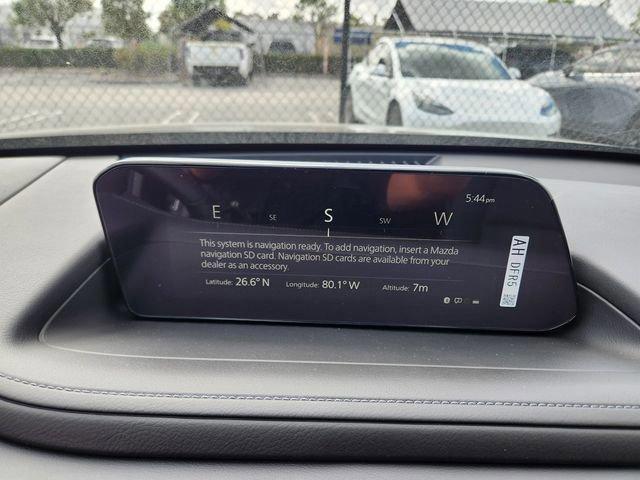 5:44pm
E SE S SW W
This system is navigation ready. To add navigation, insert a Mazda
navigation SD card. Navigation SD cards are available from your
dealer as an accessory.
Latitude: 26.6° N Longitude: 80.1° W Altitude: 7m
AH DFR5